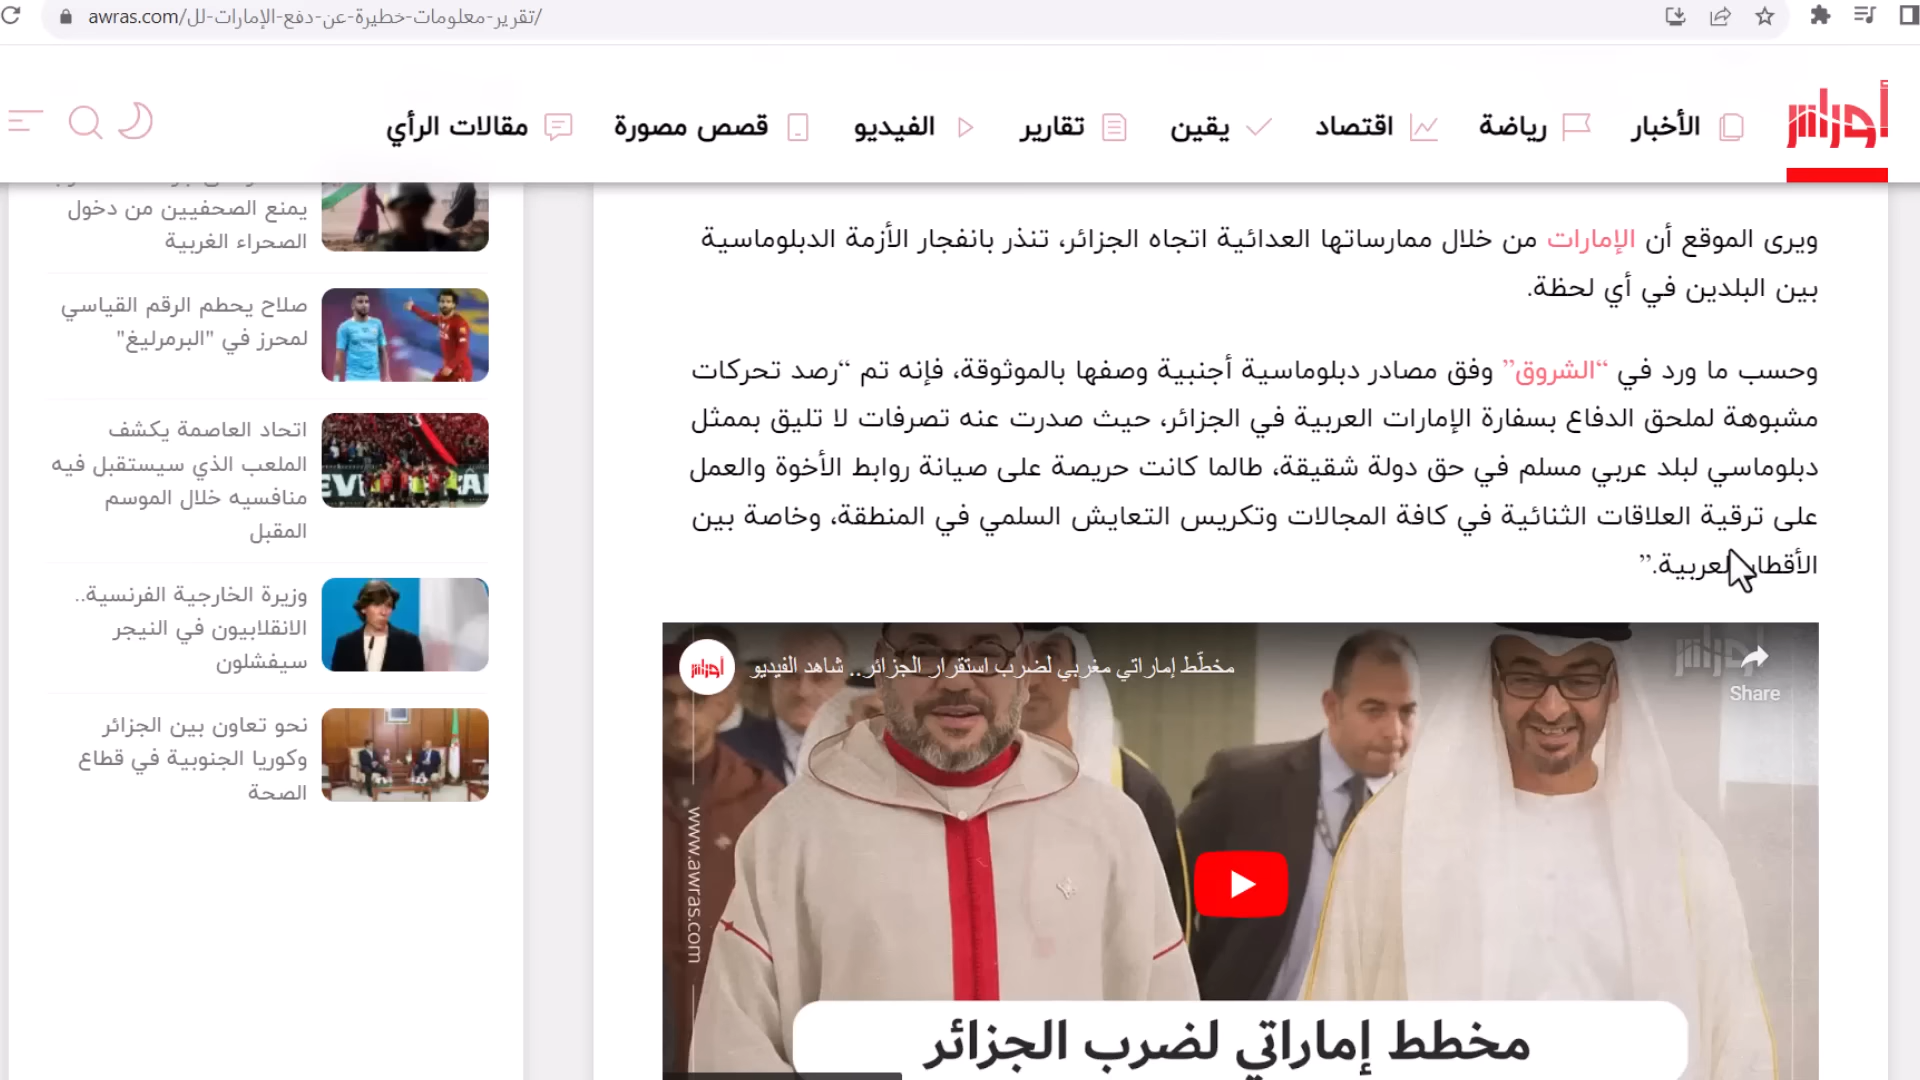 awras.com/تقرير-معلومات-خطيرة-عن-دفع-الإمارات-لل/
أوراس
الأخبار
رياضة
اقتصاد
يقين
تقارير
الفيديو
قصص مصورة
مقالات الرأي
ويرى الموقع أن الإمارات من خلال ممارساتها العدائية اتجاه الجزائر، تنذر بانفجار الأزمة الدبلوماسية
بين البلدين في أي لحظة.
وحسب ما ورد في “الشروق” وفق مصادر دبلوماسية أجنبية وصفها بالموثوقة، فإنه تم “رصد تحركات
مشبوهة لملحق الدفاع بسفارة الإمارات العربية في الجزائر، حيث صدرت عنه تصرفات لا تليق بممثل
دبلوماسي لبلد عربي مسلم في حق دولة شقيقة، طالما كانت حريصة على صيانة روابط الأخوة والعمل
على ترقية العلاقات الثنائية في كافة المجالات وتكريس التعايش السلمي في المنطقة، وخاصة بين
الأقطار العربية.”
أوراس
مخطّط إماراتي مغربي لضرب استقرار الجزائر.. شاهد الفيديو
أوراس
Share
www.awras.com
مخطط إماراتي لضرب الجزائر
يمنع الصحفيين من دخول
الصحراء الغربية
صلاح يحطم الرقم القياسي
لمحرز في "البرمرليغ"
اتحاد العاصمة يكشف
الملعب الذي سيستقبل فيه
منافسيه خلال الموسم
المقبل
وزيرة الخارجية الفرنسية..
الانقلابيون في النيجر
سيفشلون
نحو تعاون بين الجزائر
وكوريا الجنوبية في قطاع
الصحة